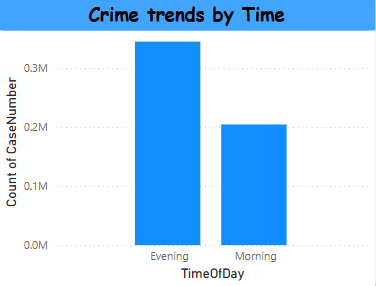 Crime trends by Time
Count of CaseNumber
0.3M
0.2M
0.1M
0.0M
Evening Morning
TimeOfDay